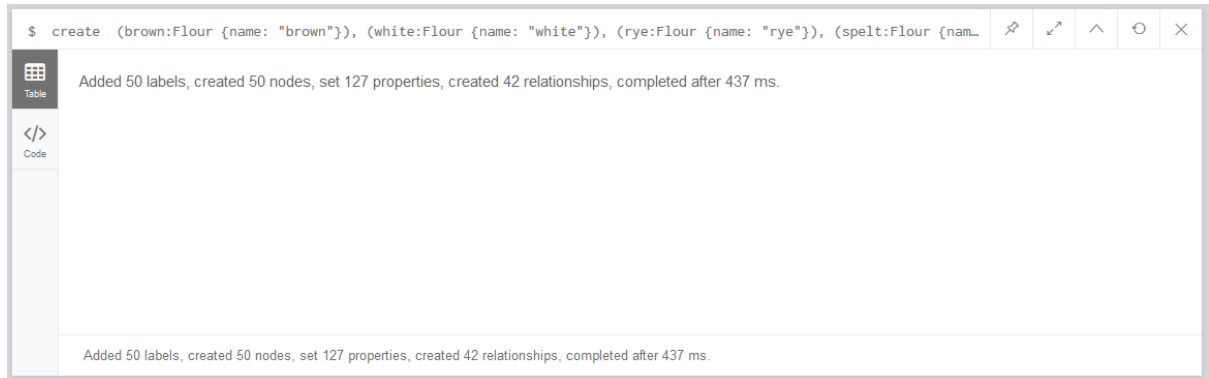 $ create (brown:Flour {name: "brown"}), (white:Flour {name: "white"}), (rye:Flour {name: "rye"}), (spelt:Flour {nam…
Table
Added 50 labels, created 50 nodes, set 127 properties, created 42 relationships, completed after 437 ms.
</>
Code
Added 50 labels, created 50 nodes, set 127 properties, created 42 relationships, completed after 437 ms.